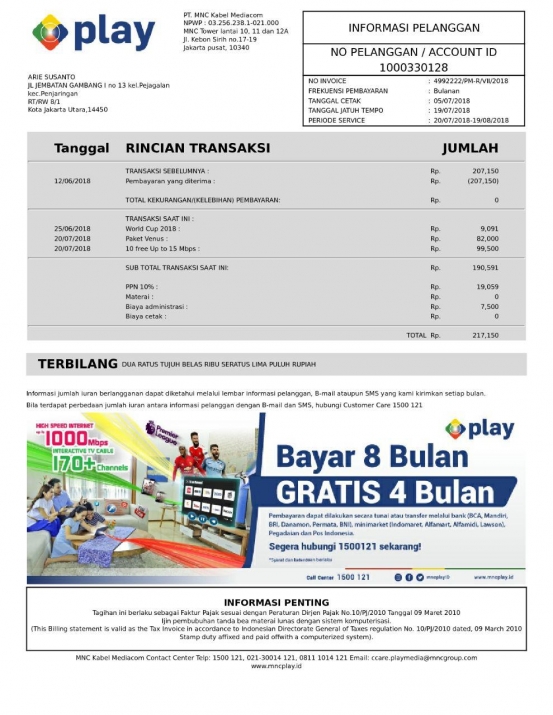 play
PT. MNC Kabel Mediacom
NPWP : 03.256.238.1-021.000
MNC Tower lantai 10, 11 dan 12A
Jl. Kebon Sirih no.17-19
Jakarta pusat, 10340
INFORMASI PELANGGAN
NO PELANGGAN / ACCOUNT ID
1000330128
ARIE SUSANTO
JL JEMBATAN GAMBANG I no 13 kel.Pejagalan
kec.Penjaringan
RT/RW 8/1
Kota Jakarta Utara,14450
NO INVOICE : 4992222/PM-R/VII/2018
FREKUENSI PEMBAYARAN : Bulanan
TANGGAL CETAK : 05/07/2018
TANGGAL JATUH TEMPO : 19/07/2018
PERIODE SERVICE : 20/07/2018-19/08/2018
Tanggal RINCIAN TRANSAKSI JUMLAH
TRANSAKSI SEBELUMNYA : Rp. 207,150
12/06/2018 Pembayaran yang diterima : Rp. (207,150)
TOTAL KEKURANGAN/(KELEBIHAN) PEMBAYARAN: Rp. 0
TRANSAKSI SAAT INI :
25/06/2018 World Cup 2018 : Rp. 9,091
20/07/2018 Paket Venus : Rp. 82,000
20/07/2018 10 free Up to 15 Mbps : Rp. 99,500
SUB TOTAL TRANSAKSI SAAT INI: Rp. 190,591
PPN 10% : Rp. 19,059
Materai : Rp. 0
Biaya administrasi : Rp. 7,500
Biaya cetak : Rp. 0
TOTAL Rp. 217,150
TERBILANG DUA RATUS TUJUH BELAS RIBU SERATUS LIMA PULUH RUPIAH
Informasi jumlah iuran berlangganan dapat diketahui melalui lembar informasi pelanggan, B-mail ataupun SMS yang kami kirimkan setiap bulan.
Bila terdapat perbedaan jumlah iuran antara informasi pelanggan dengan B-mail dan SMS, hubungi Customer Care 1500 121
HIGH SPEED INTERNET
1000 Mbps
INTERACTIVE TV CABLE
170+ Channels
Premier League
play
Bayar 8 Bulan
GRATIS 4 Bulan
Pembayaran dapat dilakukan secara tunai atau transfer melalui bank (BCA, Mandiri,
BRI, Danamon, Permata, BNI), minimarket (Indomaret, Alfamart, Alfamidi, Lawson),
Pegadaian dan Pos Indonesia.
Segera hubungi 1500121 sekarang!
*Syarat dan Ketentuan berlaku
Call Center 1500 121 mncplayID www.mncplay.id
INFORMASI PENTING
Tagihan ini berlaku sebagai Faktur Pajak sesuai dengan Peraturan Dirjen Pajak No.10/PJ/2010 Tanggal 09 Maret 2010
Ijin pembubuhan tanda bea materai lunas dengan sistem komputerisasi.
(This Billing statement is valid as the Tax Invoice in accordance to Indonesian Directorate General of Taxes regulation No. 10/PJ/2010 dated, 09 March 2010
Stamp duty affixed and paid offwith a computerized system).
MNC Kabel Mediacom Contact Center Telp: 1500 121, 021-30014 121, 0811 1014 121 Email: ccare.playmedia@mncgroup.com
www.mncplay.id